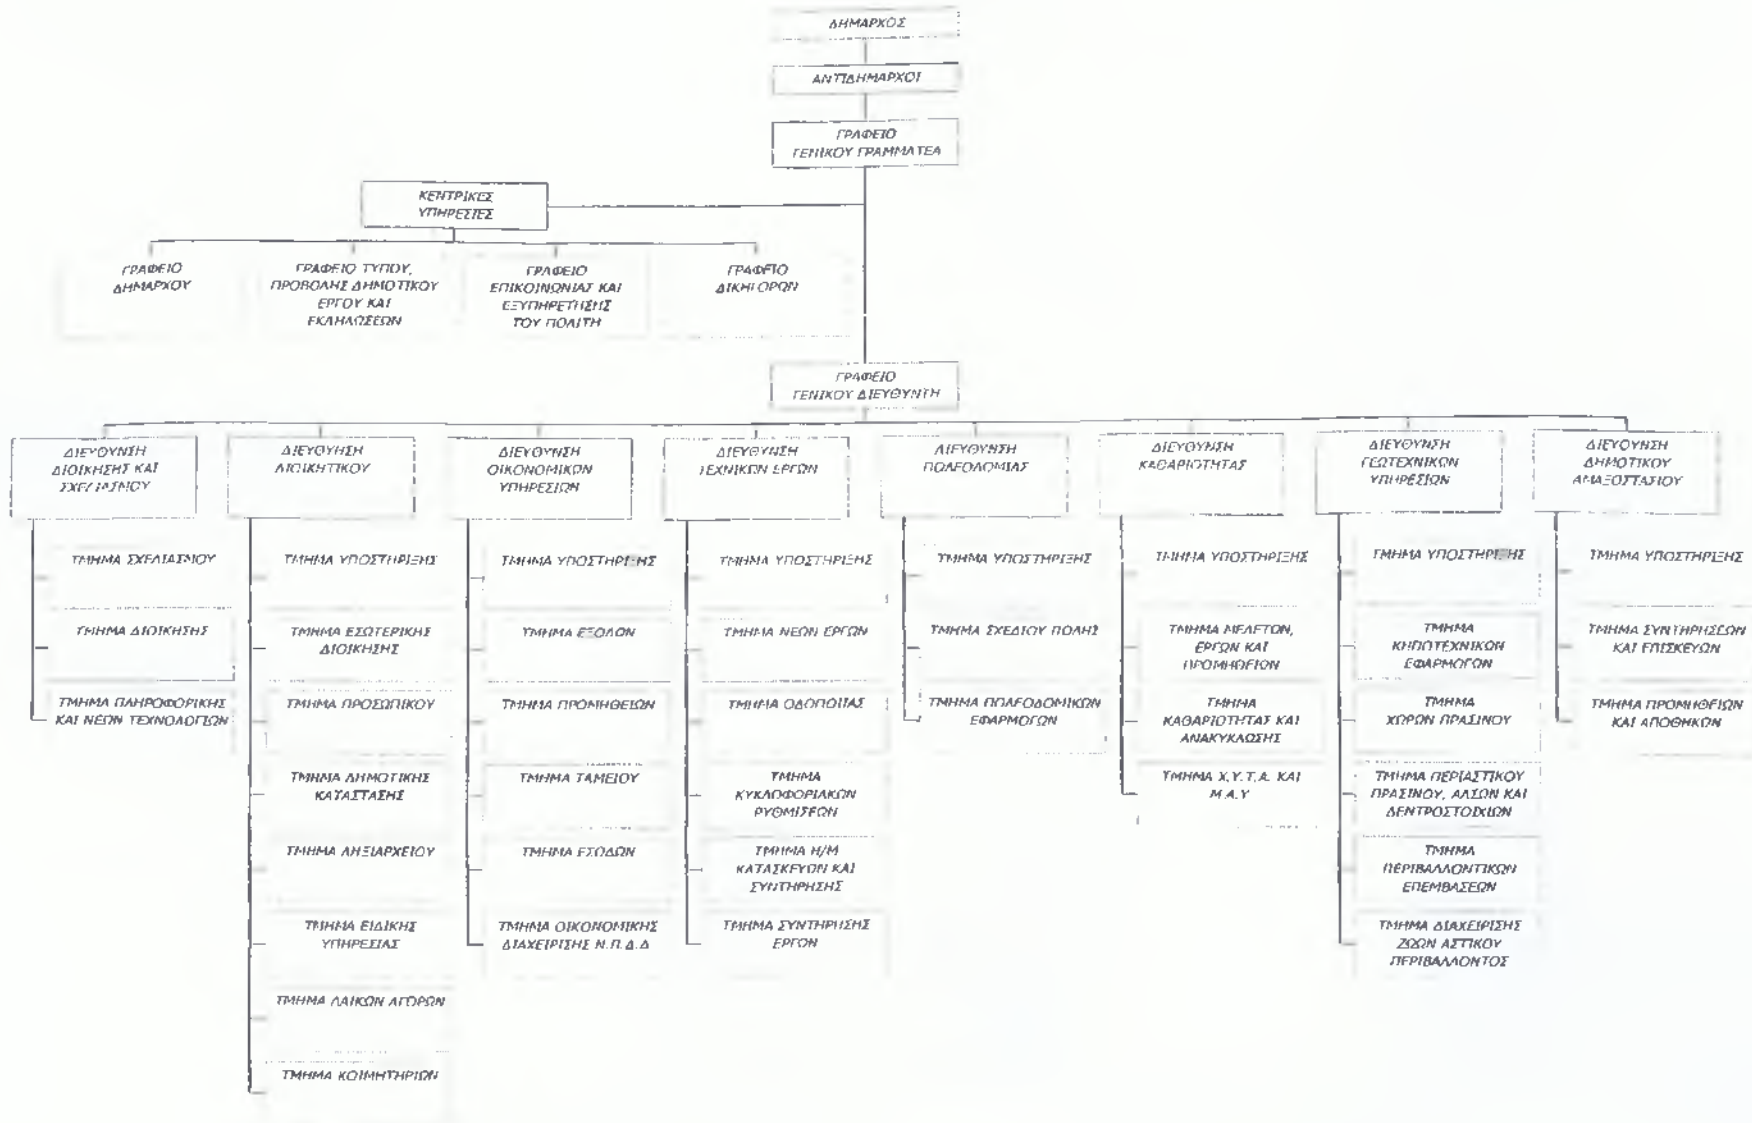 ΔΗΜΑΡΧΟΣ
ΑΝΤΙΔΗΜΑΡΧΟΙ
ΓΡΑΦΕΙΟ
ΓΕΝΙΚΟΥ ΓΡΑΜΜΑΤΕΑ
ΚΕΝΤΡΙΚΕΣ
ΥΠΗΡΕΣΙΕΣ
ΓΡΑΦΕΙΟ
ΔΗΜΑΡΧΟΥ
ΓΡΑΦΕΙΟ ΤΥΠΟΥ,
ΠΡΟΒΟΛΗΣ ΔΗΜΟΤΙΚΟΥ
ΕΡΓΟΥ ΚΑΙ
ΕΚΔΗΛΩΣΕΩΝ
ΓΡΑΦΕΙΟ
ΕΠΙΚΟΙΝΩΝΙΑΣ ΚΑΙ
ΕΞΥΠΗΡΕΤΗΣΗΣ
ΤΟΥ ΠΟΛΙΤΗ
ΓΡΑΦΕΙΟ
ΔΙΚΗΓΟΡΩΝ
ΓΡΑΦΕΙΟ
ΓΕΝΙΚΟΥ ΔΙΕΥΘΥΝΤΗ
ΔΙΕΥΘΥΝΣΗ
ΔΙΟΙΚΗΣΗΣ ΚΑΙ
ΣΧΕΔΙΑΣΜΟΥ
ΤΜΗΜΑ ΣΧΕΔΙΑΣΜΟΥ
ΤΜΗΜΑ ΔΙΟΙΚΗΣΗΣ
ΤΜΗΜΑ ΠΛΗΡΟΦΟΡΙΚΗΣ
ΚΑΙ ΝΕΩΝ ΤΕΧΝΟΛΟΓΙΩΝ
ΔΙΕΥΘΥΝΣΗ
ΔΙΟΙΚΗΤΙΚΟΥ
ΤΜΗΜΑ ΥΠΟΣΤΗΡΙΞΗΣ
ΤΜΗΜΑ ΕΣΩΤΕΡΙΚΗΣ
ΔΙΟΙΚΗΣΗΣ
ΤΜΗΜΑ ΠΡΟΣΩΠΙΚΟΥ
ΤΜΗΜΑ ΔΗΜΟΤΙΚΗΣ
ΚΑΤΑΣΤΑΣΗΣ
ΤΜΗΜΑ ΛΗΞΙΑΡΧΕΙΟΥ
ΤΜΗΜΑ ΕΙΔΙΚΗΣ
ΥΠΗΡΕΣΙΑΣ
ΤΜΗΜΑ ΛΑΙΚΩΝ ΑΓΟΡΩΝ
ΤΜΗΜΑ ΚΟΙΜΗΤΗΡΙΩΝ
ΔΙΕΥΘΥΝΣΗ
ΟΙΚΟΝΟΜΙΚΩΝ
ΥΠΗΡΕΣΙΩΝ
ΤΜΗΜΑ ΥΠΟΣΤΗΡΙΞΗΣ
ΤΜΗΜΑ ΕΞΟΔΩΝ
ΤΜΗΜΑ ΠΡΟΜΗΘΕΙΩΝ
ΤΜΗΜΑ ΤΑΜΕΙΟΥ
ΤΜΗΜΑ ΕΣΟΔΩΝ
ΤΜΗΜΑ ΟΙΚΟΝΟΜΙΚΗΣ
ΔΙΑΧΕΙΡΙΣΗΣ Ν.Π.Δ.Δ
ΔΙΕΥΘΥΝΣΗ
ΤΕΧΝΙΚΩΝ ΕΡΓΩΝ
ΤΜΗΜΑ ΥΠΟΣΤΗΡΙΞΗΣ
ΤΜΗΜΑ ΝΕΩΝ ΕΡΓΩΝ
ΤΜΗΜΑ ΟΔΟΠΟΙΙΑΣ
ΤΜΗΜΑ
ΚΥΚΛΟΦΟΡΙΑΚΩΝ
ΡΥΘΜΙΣΕΩΝ
ΤΜΗΜΑ Η/Μ
ΚΑΤΑΣΚΕΥΩΝ ΚΑΙ
ΣΥΝΤΗΡΗΣΗΣ
ΤΜΗΜΑ ΣΥΝΤΗΡΗΣΗΣ
ΕΡΓΩΝ
ΔΙΕΥΘΥΝΣΗ
ΠΟΛΕΟΔΟΜΙΑΣ
ΤΜΗΜΑ ΥΠΟΣΤΗΡΙΞΗΣ
ΤΜΗΜΑ ΣΧΕΔΙΟΥ ΠΟΛΗΣ
ΤΜΗΜΑ ΠΟΛΕΟΔΟΜΙΚΩΝ
ΕΦΑΡΜΟΓΩΝ
ΔΙΕΥΘΥΝΣΗ
ΚΑΘΑΡΙΟΤΗΤΑΣ
ΤΜΗΜΑ ΥΠΟΣΤΗΡΙΞΗΣ
ΤΜΗΜΑ ΜΕΛΕΤΩΝ,
ΕΡΓΩΝ ΚΑΙ
ΠΡΟΜΗΘΕΙΩΝ
ΤΜΗΜΑ
ΚΑΘΑΡΙΟΤΗΤΑΣ ΚΑΙ
ΑΝΑΚΥΚΛΩΣΗΣ
ΤΜΗΜΑ Χ.Υ.Τ.Α. ΚΑΙ
Μ.Α.Υ
ΔΙΕΥΘΥΝΣΗ
ΓΕΩΤΕΧΝΙΚΩΝ
ΥΠΗΡΕΣΙΩΝ
ΤΜΗΜΑ ΥΠΟΣΤΗΡΙΞΗΣ
ΤΜΗΜΑ
ΚΗΠΟΤΕΧΝΙΚΩΝ
ΕΦΑΡΜΟΓΩΝ
ΤΜΗΜΑ
ΧΩΡΩΝ ΠΡΑΣΙΝΟΥ
ΤΜΗΜΑ ΠΕΡΙΑΣΤΙΚΟΥ
ΠΡΑΣΙΝΟΥ, ΑΛΣΩΝ ΚΑΙ
ΔΕΝΤΡΟΣΤΟΙΧΙΩΝ
ΤΜΗΜΑ
ΠΕΡΙΒΑΛΛΟΝΤΙΚΩΝ
ΕΠΕΜΒΑΣΕΩΝ
ΤΜΗΜΑ ΔΙΑΧΕΙΡΙΣΗΣ
ΖΩΩΝ ΑΣΤΙΚΟΥ
ΠΕΡΙΒΑΛΛΟΝΤΟΣ
ΔΙΕΥΘΥΝΣΗ
ΔΗΜΟΤΙΚΟΥ
ΑΜΑΞΟΣΤΑΣΙΟΥ
ΤΜΗΜΑ ΥΠΟΣΤΗΡΙΞΗΣ
ΤΜΗΜΑ ΣΥΝΤΗΡΗΣΕΩΝ
ΚΑΙ ΕΠΙΣΚΕΥΩΝ
ΤΜΗΜΑ ΠΡΟΜΗΘΕΙΩΝ
ΚΑΙ ΑΠΟΘΗΚΩΝ